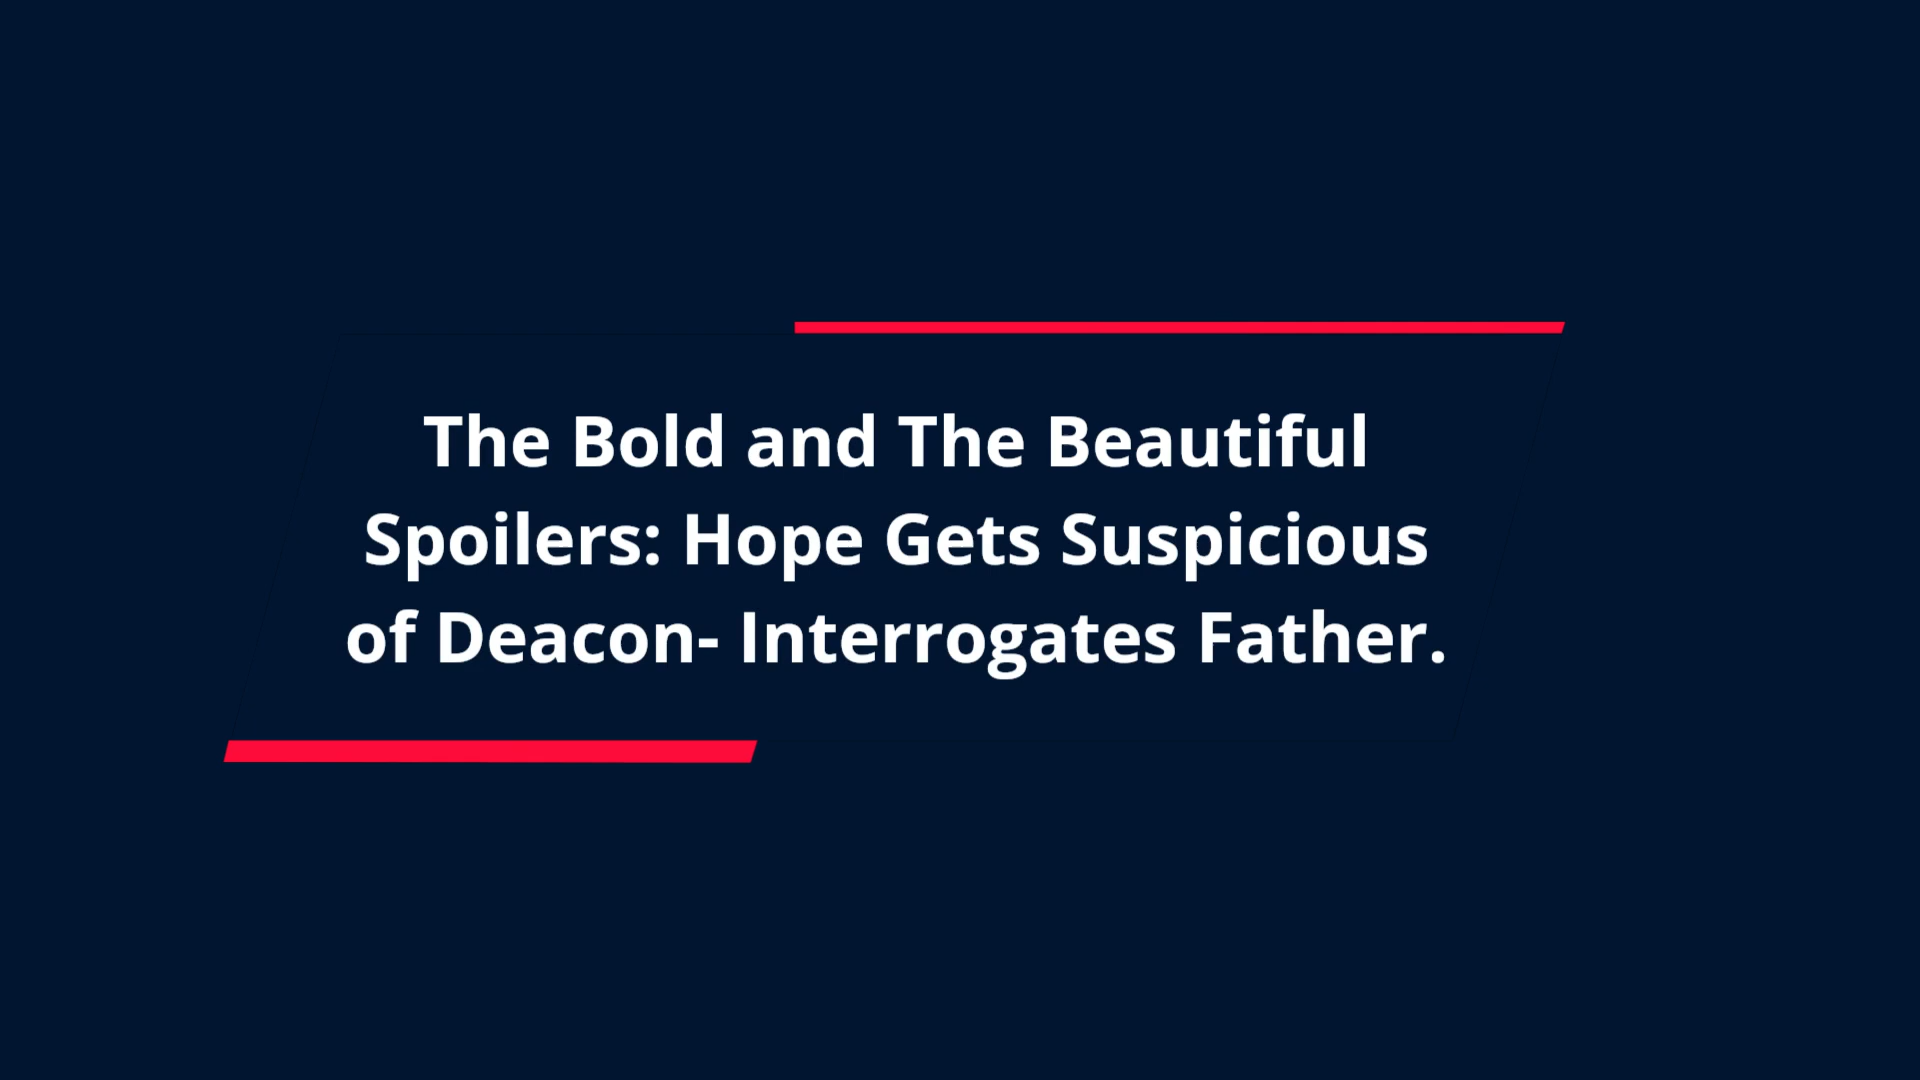 The Bold and The Beautiful
Spoilers: Hope Gets Suspicious
of Deacon- Interrogates Father.